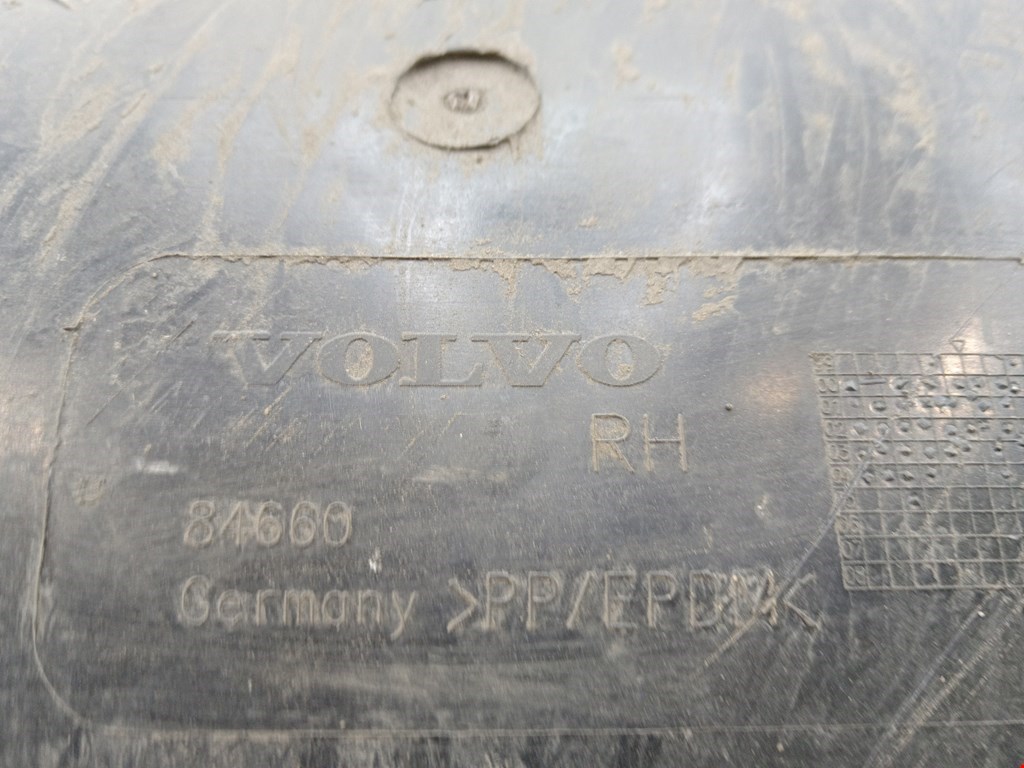 VOLVO
RH
84660
Germany >PP/EPDM<